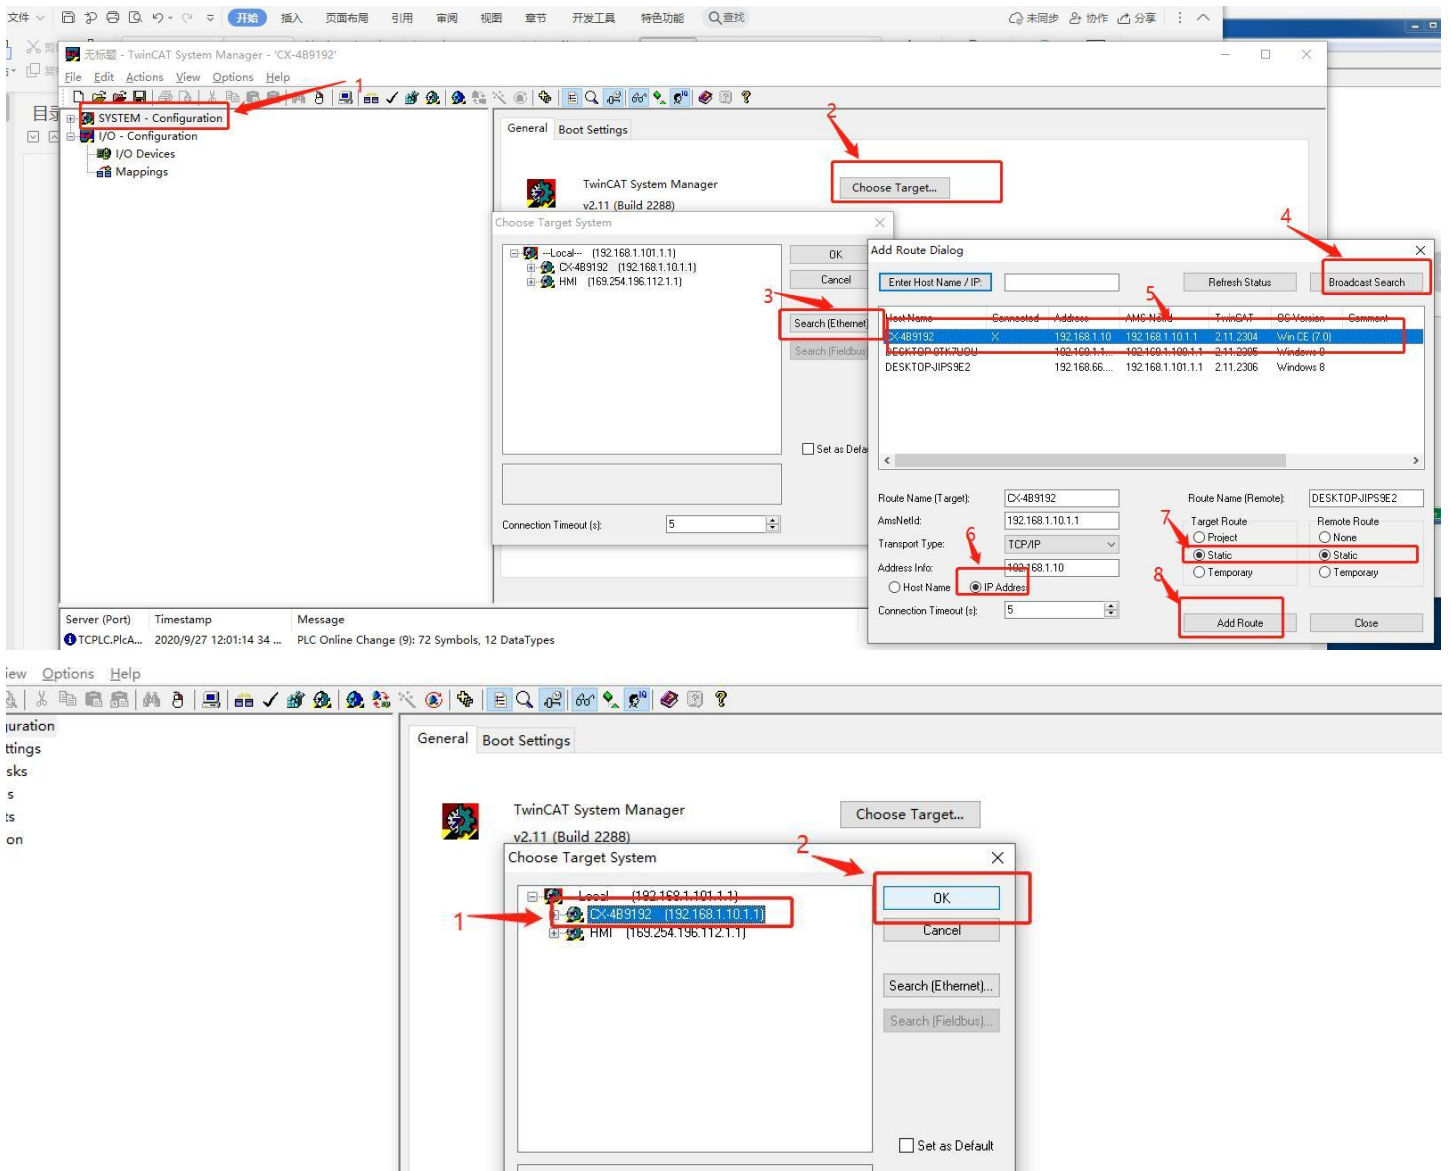 文件 开始 插入 页面布局 引用 审阅 视图 章节 开发工具 特色功能 查找 未同步 协作 分享
无标题 - TwinCAT System Manager - 'CX-4B9192'
File Edit Actions View Options Help
1
目录
SYSTEM - Configuration
I/O - Configuration
I/O Devices
Mappings
General Boot Settings
2
TwinCAT System Manager
v2.11 (Build 2288)
Choose Target...
Choose Target System
---Local--- (192.168.1.101.1.1)
CX-4B9192 (192.168.1.10.1.1)
HMI (169.254.196.112.1.1)
OK
Cancel
3
Search (Ethernet)
Search (Fieldbus)
Set as Defa
Connection Timeout (s): 5
4
Add Route Dialog
Enter Host Name / IP: Refresh Status Broadcast Search
5
Host Name Connected Address AMS NetId TwinCAT OS Version Comment
CX-4B9192 X 192.168.1.10 192.168.1.10.1.1 2.11.2304 Win CE (7.0)
DESKTOP-JIPS9E2 192.168.66.... 192.168.1.101.1.1 2.11.2306 Windows 8
Route Name (Target): CX-4B9192 Route Name (Remote): DESKTOP-JIPS9E2
AmsNetId: 192.168.1.10.1.1
Transport Type: TCP/IP
Address Info: 192.168.1.10
6
Host Name IP Address
Connection Timeout (s): 5
7
Target Route Remote Route
Project None
Static Static
Temporary Temporary
8
Add Route Close
Server (Port) Timestamp Message
TCPLC.PlcA... 2020/9/27 12:01:14 34 ... PLC Online Change (9): 72 Symbols, 12 DataTypes
iew Options Help
uration
ttings
sks
s
ts
on
General Boot Settings
TwinCAT System Manager
v2.11 (Build 2288)
Choose Target...
2
Choose Target System
Local (192.168.1.101.1.1)
1
CX-4B9192 (192.168.1.10.1.1)
HMI (169.254.196.112.1.1)
OK
Cancel
Search (Ethernet)...
Search (Fieldbus)...
Set as Default